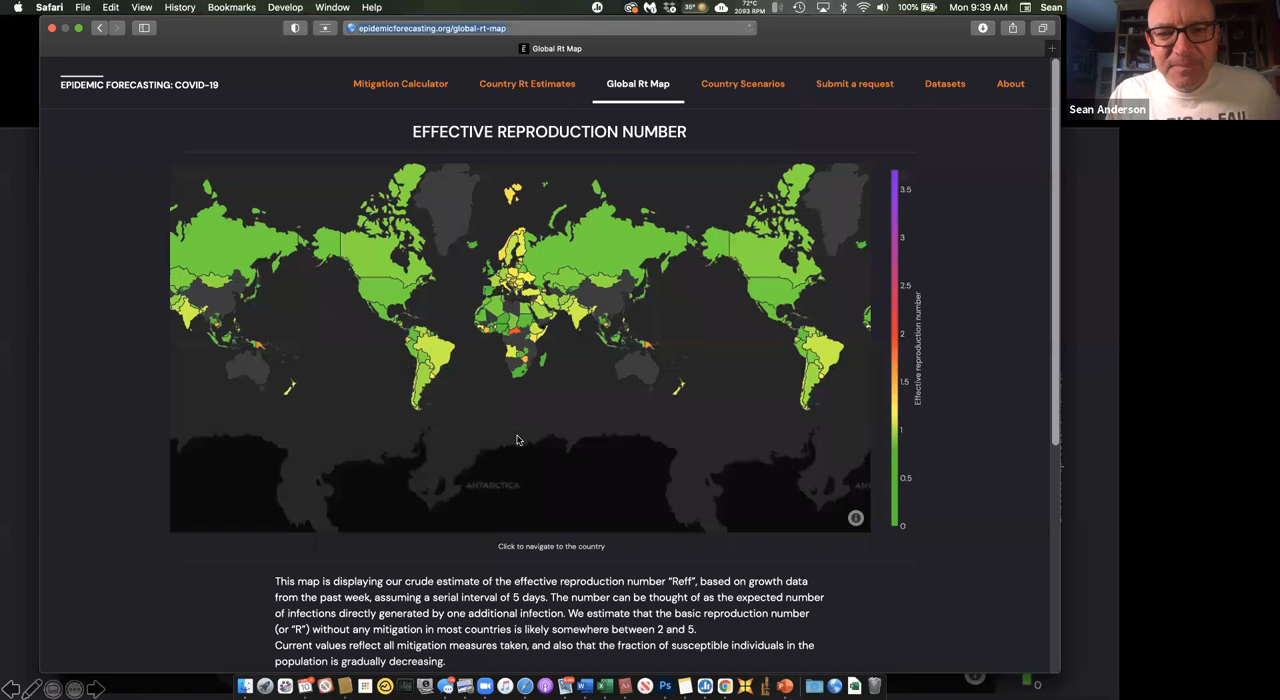 Safari File Edit View History Bookmarks Develop Window Help
35° 72°C 2093 RPM 100% Mon 9:39 AM Sean
epidemicforecasting.org/global-rt-map
E Global Rt Map
EPIDEMIC FORECASTING: COVID-19
Mitigation Calculator Country Rt Estimates Global Rt Map Country Scenarios Submit a request Datasets About
Sean Anderson
EFFECTIVE REPRODUCTION NUMBER
3.5
3
2.5
2
1.5
1
0.5
0
Effective reproduction number
ANTARCTICA
Click to navigate to the country
This map is displaying our crude estimate of the effective reproduction number “Reff”, based on growth data
from the past week, assuming a serial interval of 5 days. The number can be thought of as the expected number
of infections directly generated by one additional infection. We estimate that the basic reproduction number
(or “R”) without any mitigation in most countries is likely somewhere between 2 and 5.
Current values reflect all mitigation measures taken, and also that the fraction of susceptible individuals in the
population is gradually decreasing.
0